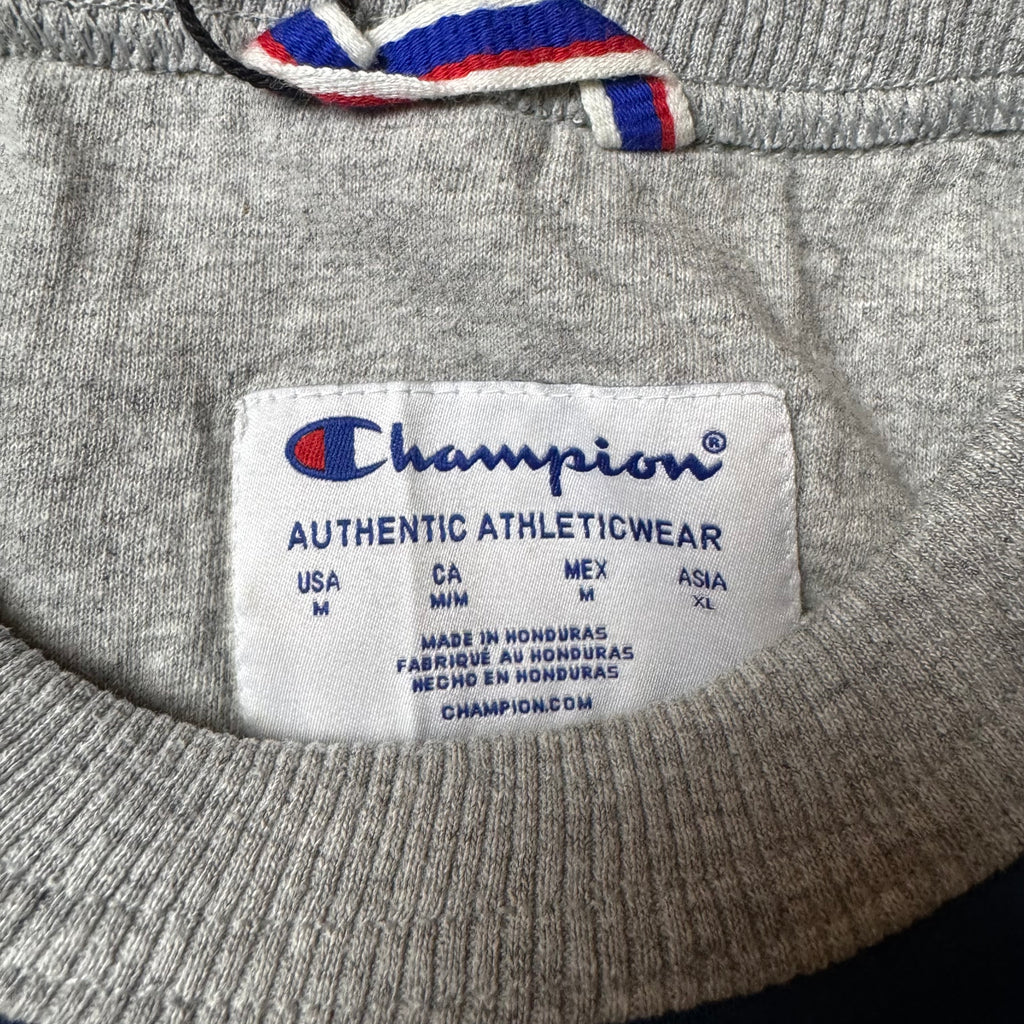 Champion®
AUTHENTIC ATHLETICWEAR
USA CA MEX ASIA
M M/M M XL
MADE IN HONDURAS
FABRIQUÉ AU HONDURAS
HECHO EN HONDURAS
CHAMPION.COM